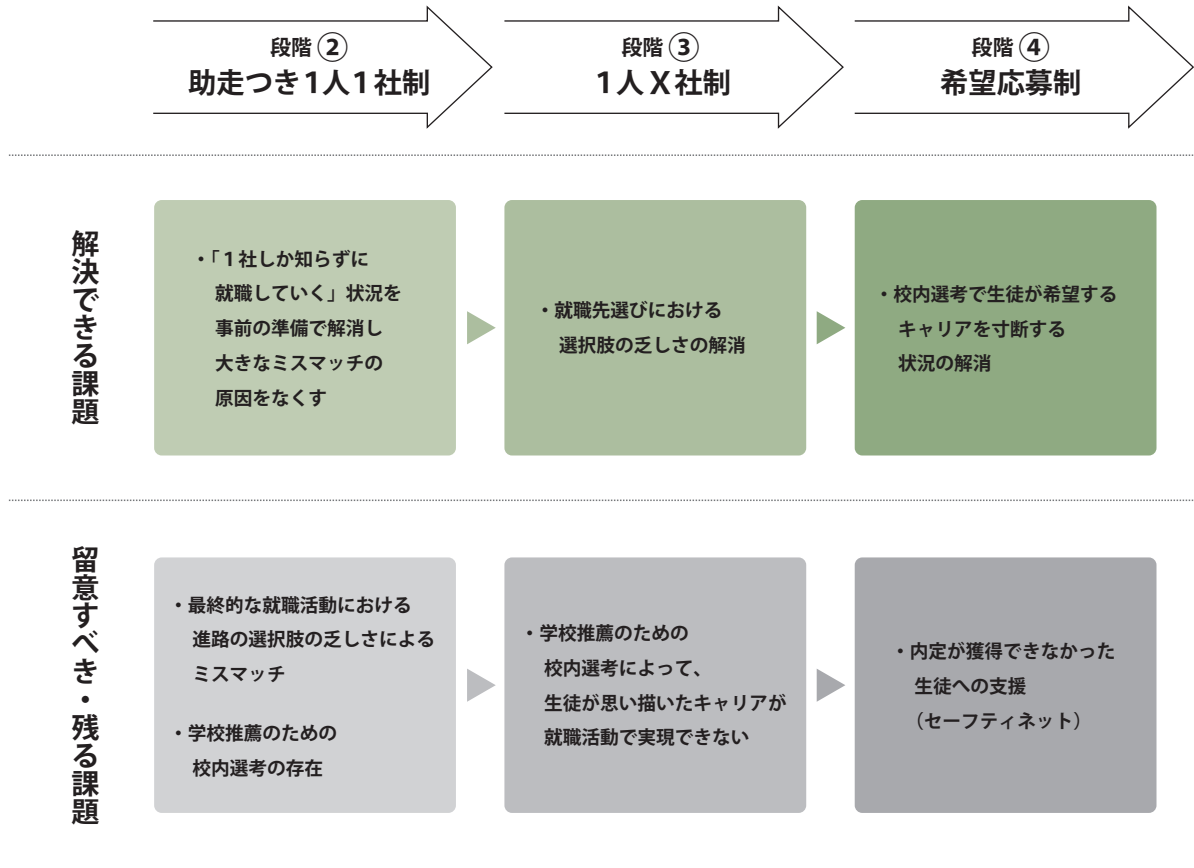 段階②
助走つき1人1社制
段階③
1人X社制
段階④
希望応募制
解決できる課題
・「1社しか知らずに
就職していく」状況を
事前の準備で解消し
大きなミスマッチの
原因をなくす
・就職先選びにおける
選択肢の乏しさの解消
・校内選考で生徒が希望する
キャリアを寸断する
状況の解消
留意すべき・残る課題
・最終的な就職活動における
進路の選択肢の乏しさによる
ミスマッチ
・学校推薦のための
校内選考の存在
・学校推薦のための
校内選考によって、
生徒が思い描いたキャリアが
就職活動で実現できない
・内定が獲得できなかった
生徒への支援
(セーフティネット)